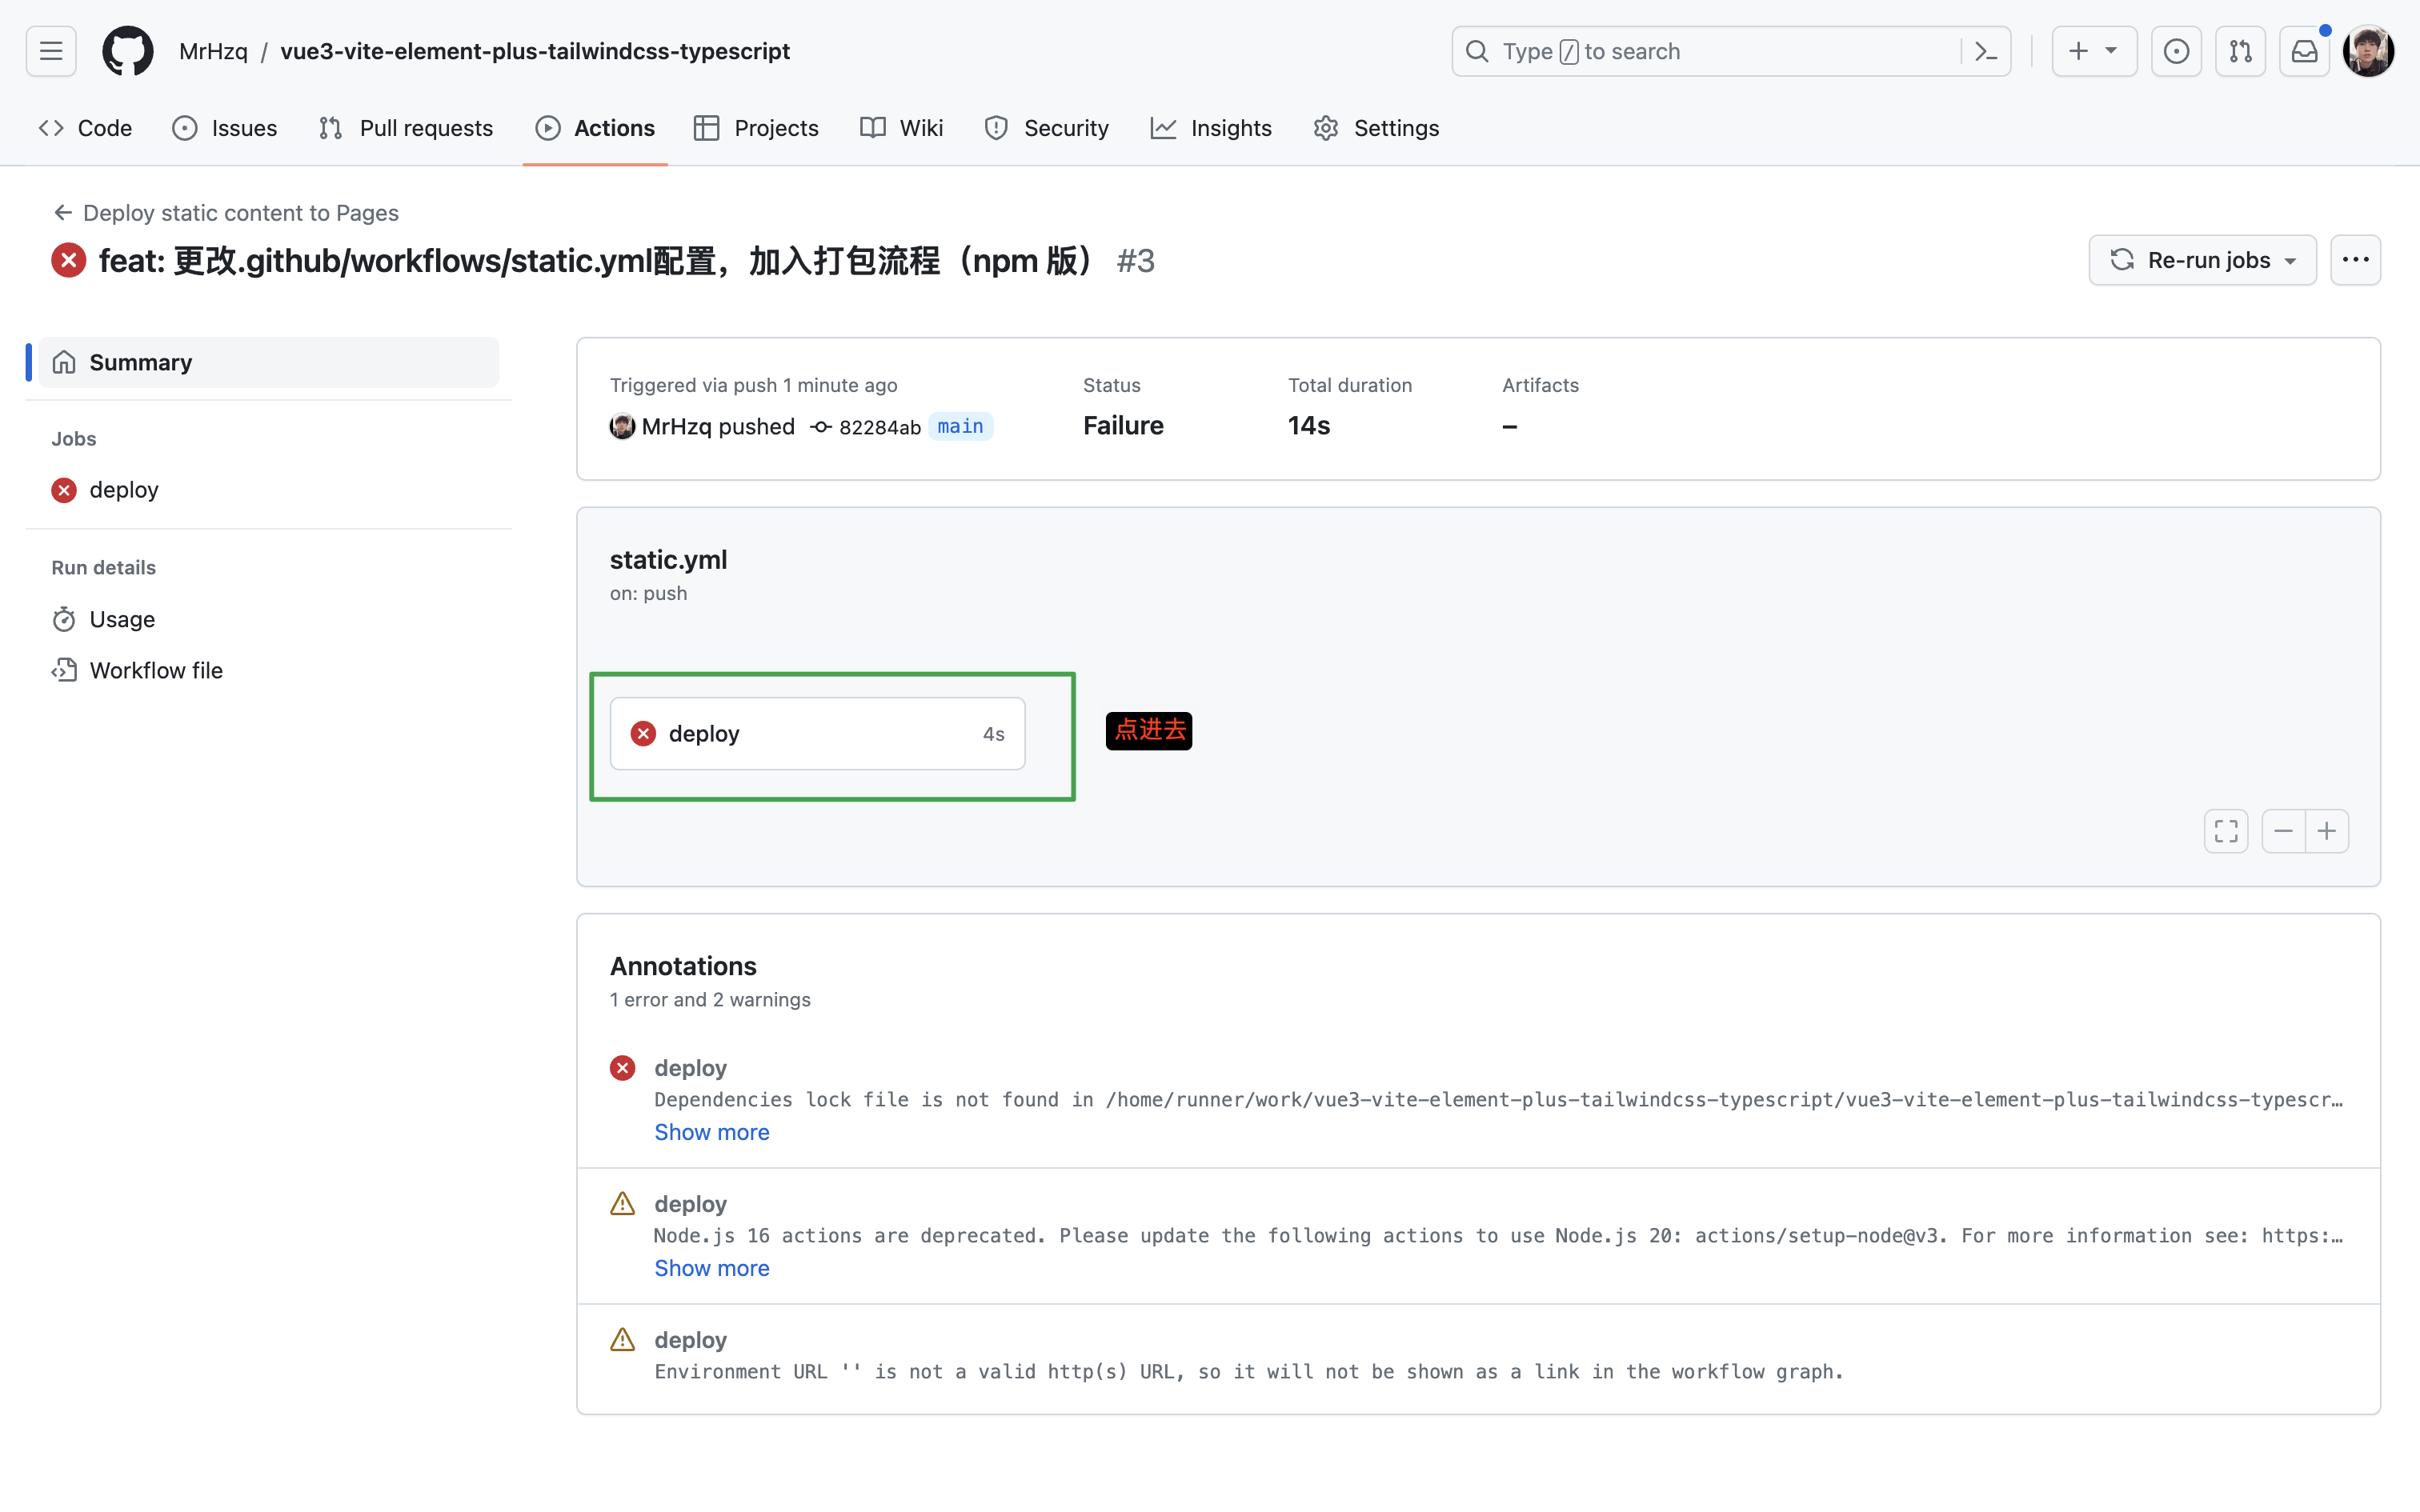 MrHzq / vue3-vite-element-plus-tailwindcss-typescript
Type / to search
Code
Issues
Pull requests
Actions
Projects
Wiki
Security
Insights
Settings
Deploy static content to Pages
feat: 更改.github/workflows/static.yml配置，加入打包流程（npm 版） #3
Re-run jobs
Summary
Jobs
deploy
Run details
Usage
Workflow file
Triggered via push 1 minute ago
MrHzq pushed 82284ab main
Status
Failure
Total duration
14s
Artifacts
–
static.yml
on: push
deploy 4s
点进去
Annotations
1 error and 2 warnings
deploy
Dependencies lock file is not found in /home/runner/work/vue3-vite-element-plus-tailwindcss-typescript/vue3-vite-element-plus-tailwindcss-typescr…
Show more
deploy
Node.js 16 actions are deprecated. Please update the following actions to use Node.js 20: actions/setup-node@v3. For more information see: https:…
Show more
deploy
Environment URL '' is not a valid http(s) URL, so it will not be shown as a link in the workflow graph.